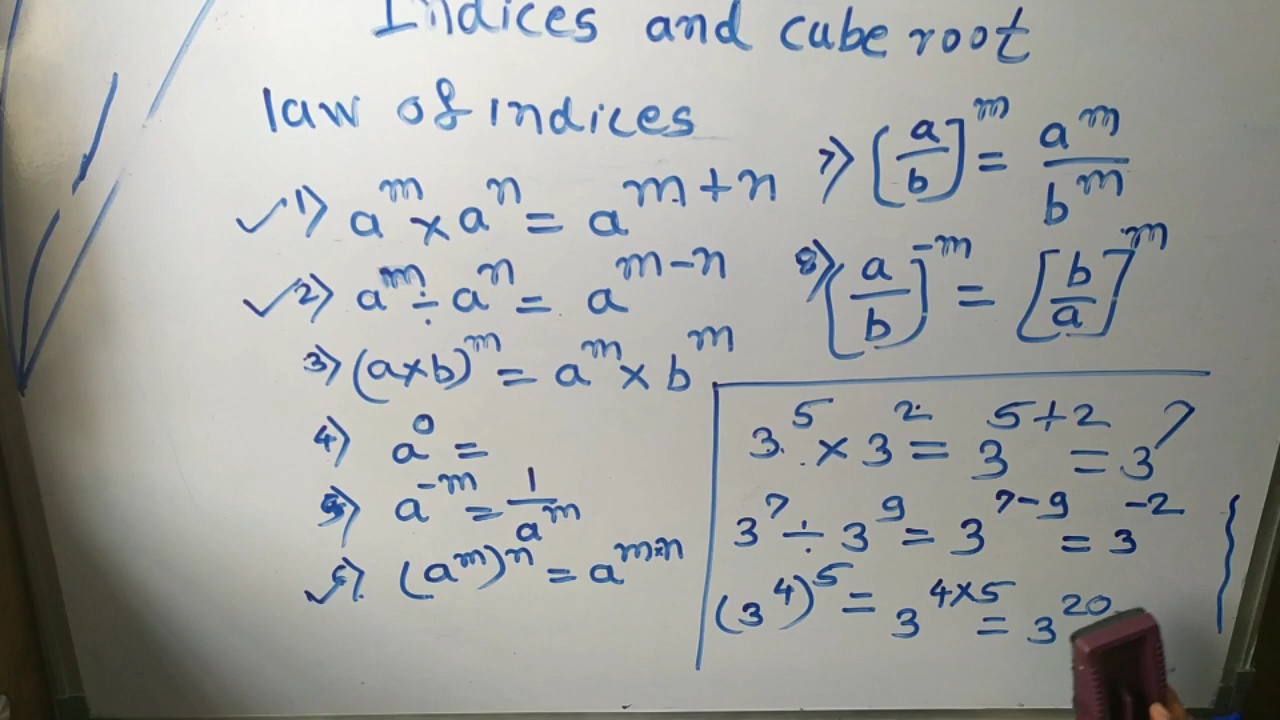 Indices and cube root
law of indices
✓1) a^m × a^n = a^(m+n)
✓2) a^m ÷ a^n = a^(m-n)
3) (a×b)^m = a^m × b^m
4) a^0 =
5) a^-m = 1/a^m
✓6) (a^m)^n = a^(m×n)
7) [a/b]^m = a^m/b^m
8) [a/b]^-m = [b/a]^m
3^5 × 3^2 = 3^(5+2) = 3^7
3^7 ÷ 3^9 = 3^(7-9) = 3^-2
(3^4)^5 = 3^(4×5) = 3^20